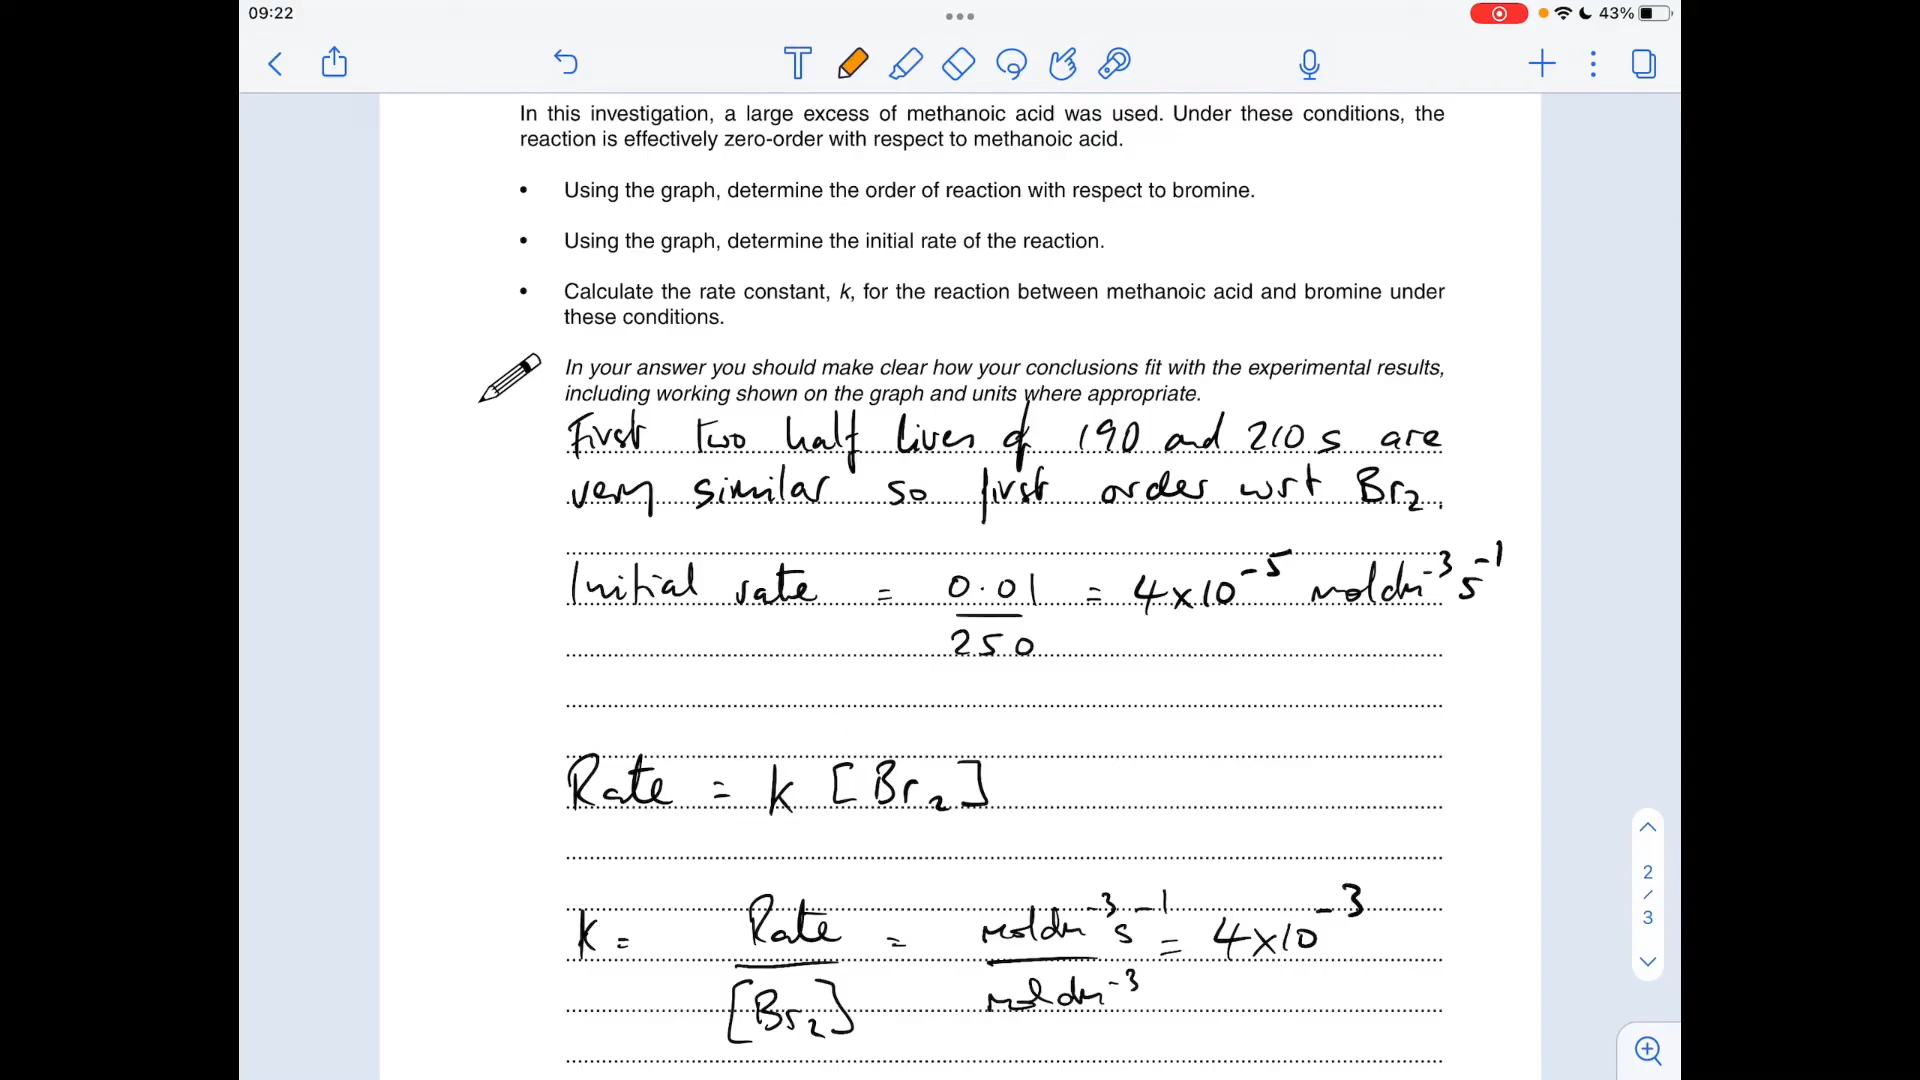 09:22
43%
In this investigation, a large excess of methanoic acid was used. Under these conditions, the
reaction is effectively zero-order with respect to methanoic acid.
• Using the graph, determine the order of reaction with respect to bromine.
• Using the graph, determine the initial rate of the reaction.
• Calculate the rate constant, k, for the reaction between methanoic acid and bromine under
these conditions.
In your answer you should make clear how your conclusions fit with the experimental results,
including working shown on the graph and units where appropriate.
First two half lives of 190 and 210 s are
very similar so first order wrt Br₂.
Initial rate = 0.01 = 4x10⁻⁵ moldm⁻³ s⁻¹
250
Rate = k [Br₂]
k = Rate = moldm⁻³ s⁻¹ = 4x10⁻³
[Br₂] moldm⁻³
2
/
3